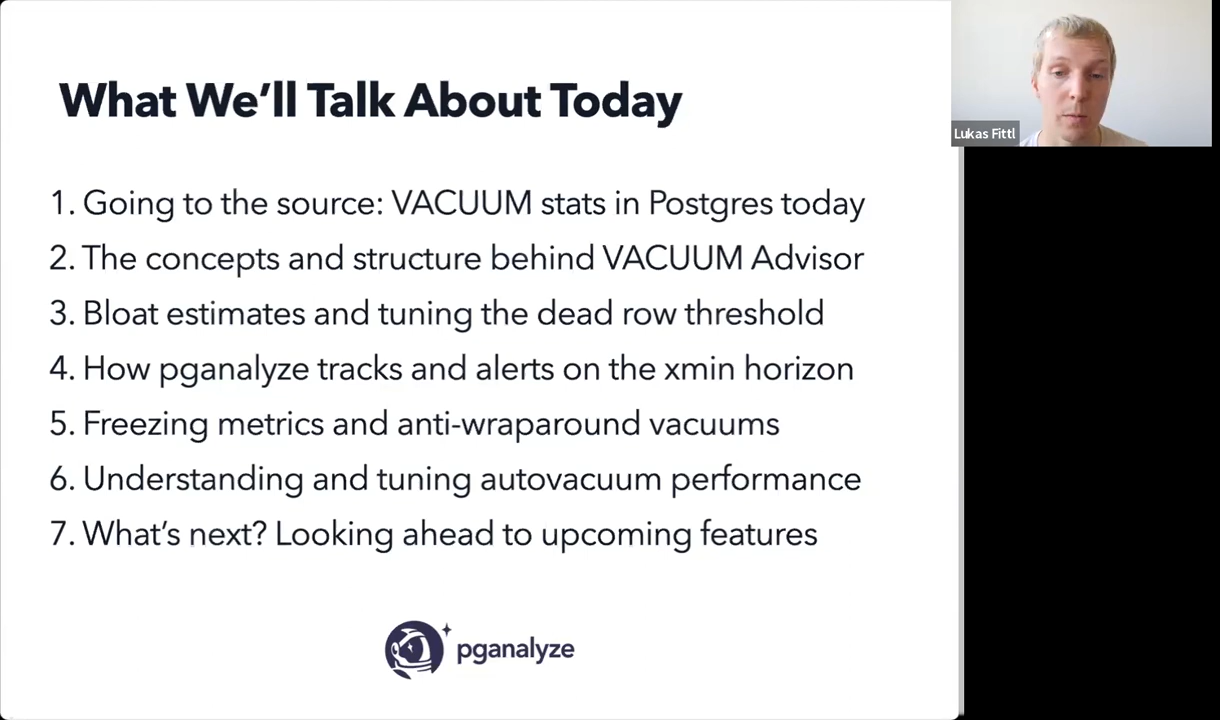 What We'll Talk About Today
Lukas Fittl
1. Going to the source: VACUUM stats in Postgres today
2. The concepts and structure behind VACUUM Advisor
3. Bloat estimates and tuning the dead row threshold
4. How pganalyze tracks and alerts on the xmin horizon
5. Freezing metrics and anti-wraparound vacuums
6. Understanding and tuning autovacuum performance
7. What's next? Looking ahead to upcoming features
pganalyze